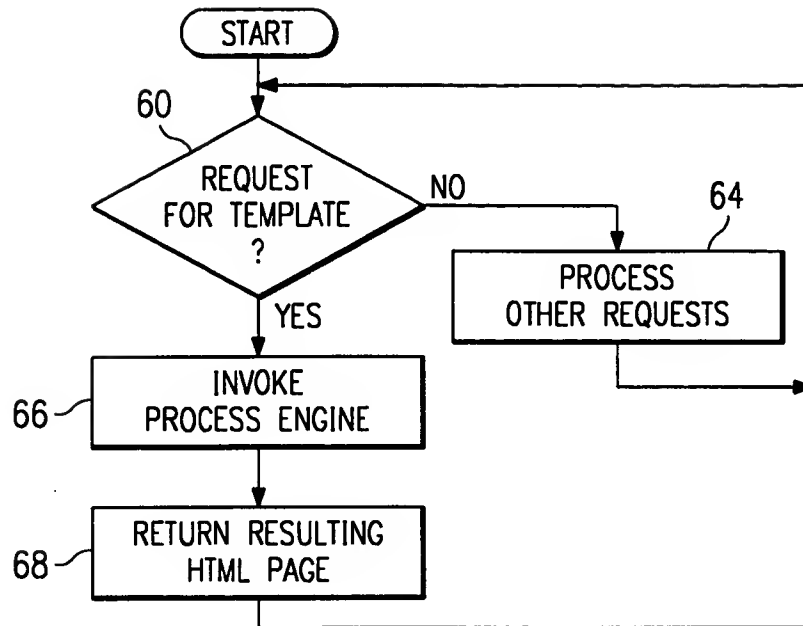 START
60
REQUEST
FOR TEMPLATE
?
NO
64
PROCESS
OTHER REQUESTS
YES
66
INVOKE
PROCESS ENGINE
68
RETURN RESULTING
HTML PAGE